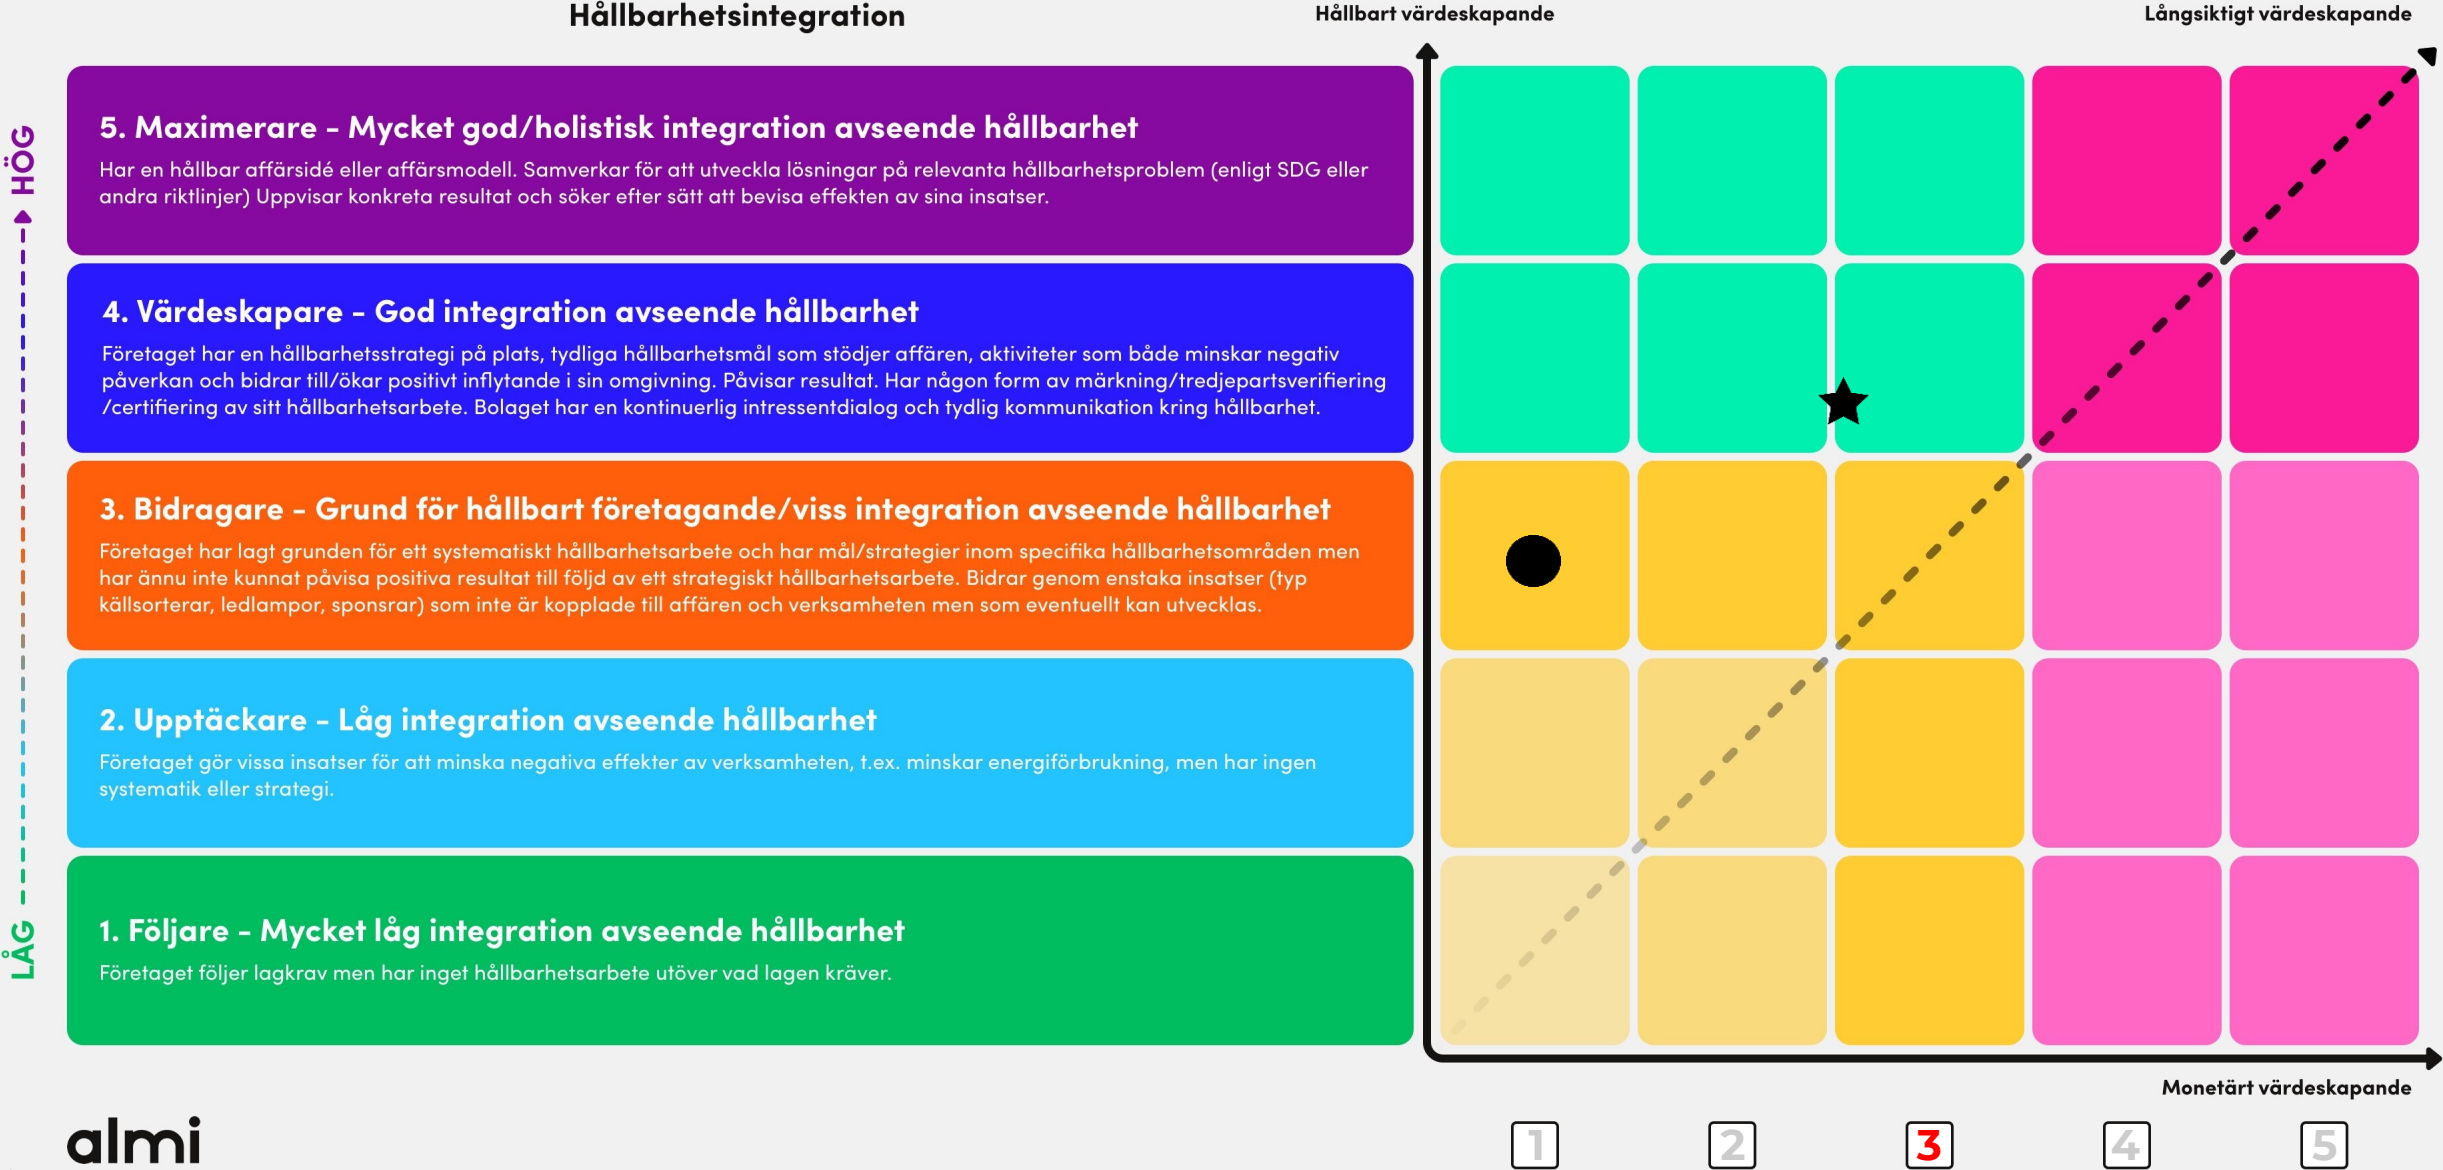 Hållbarhetsintegration
Hållbart värdeskapande
Långsiktigt värdeskapande
HÖG
5. Maximerare - Mycket god/holistisk integration avseende hållbarhet
Har en hållbar affärsidé eller affärsmodell. Samverkar för att utveckla lösningar på relevanta hållbarhetsproblem (enligt SDG eller
andra riktlinjer) Uppvisar konkreta resultat och söker efter sätt att bevisa effekten av sina insatser.
4. Värdeskapare - God integration avseende hållbarhet
Företaget har en hållbarhetsstrategi på plats, tydliga hållbarhetsmål som stödjer affären, aktiviteter som både minskar negativ
påverkan och bidrar till/ökar positivt inflytande i sin omgivning. Påvisar resultat. Har någon form av märkning/tredjepartsverifiering
/certifiering av sitt hållbarhetsarbete. Bolaget har en kontinuerlig intressentdialog och tydlig kommunikation kring hållbarhet.
3. Bidragare - Grund för hållbart företagande/viss integration avseende hållbarhet
Företaget har lagt grunden för ett systematiskt hållbarhetsarbete och har mål/strategier inom specifika hållbarhetsområden men
har ännu inte kunnat påvisa positiva resultat till följd av ett strategiskt hållbarhetsarbete. Bidrar genom enstaka insatser (typ
källsorterar, ledlampor, sponsrar) som inte är kopplade till affären och verksamheten men som eventuellt kan utvecklas.
2. Upptäckare - Låg integration avseende hållbarhet
Företaget gör vissa insatser för att minska negativa effekter av verksamheten, t.ex. minskar energiförbrukning, men har ingen
systematik eller strategi.
1. Följare - Mycket låg integration avseende hållbarhet
Företaget följer lagkrav men har inget hållbarhetsarbete utöver vad lagen kräver.
LÅG
Monetärt värdeskapande
almi
1 2 3 4 5